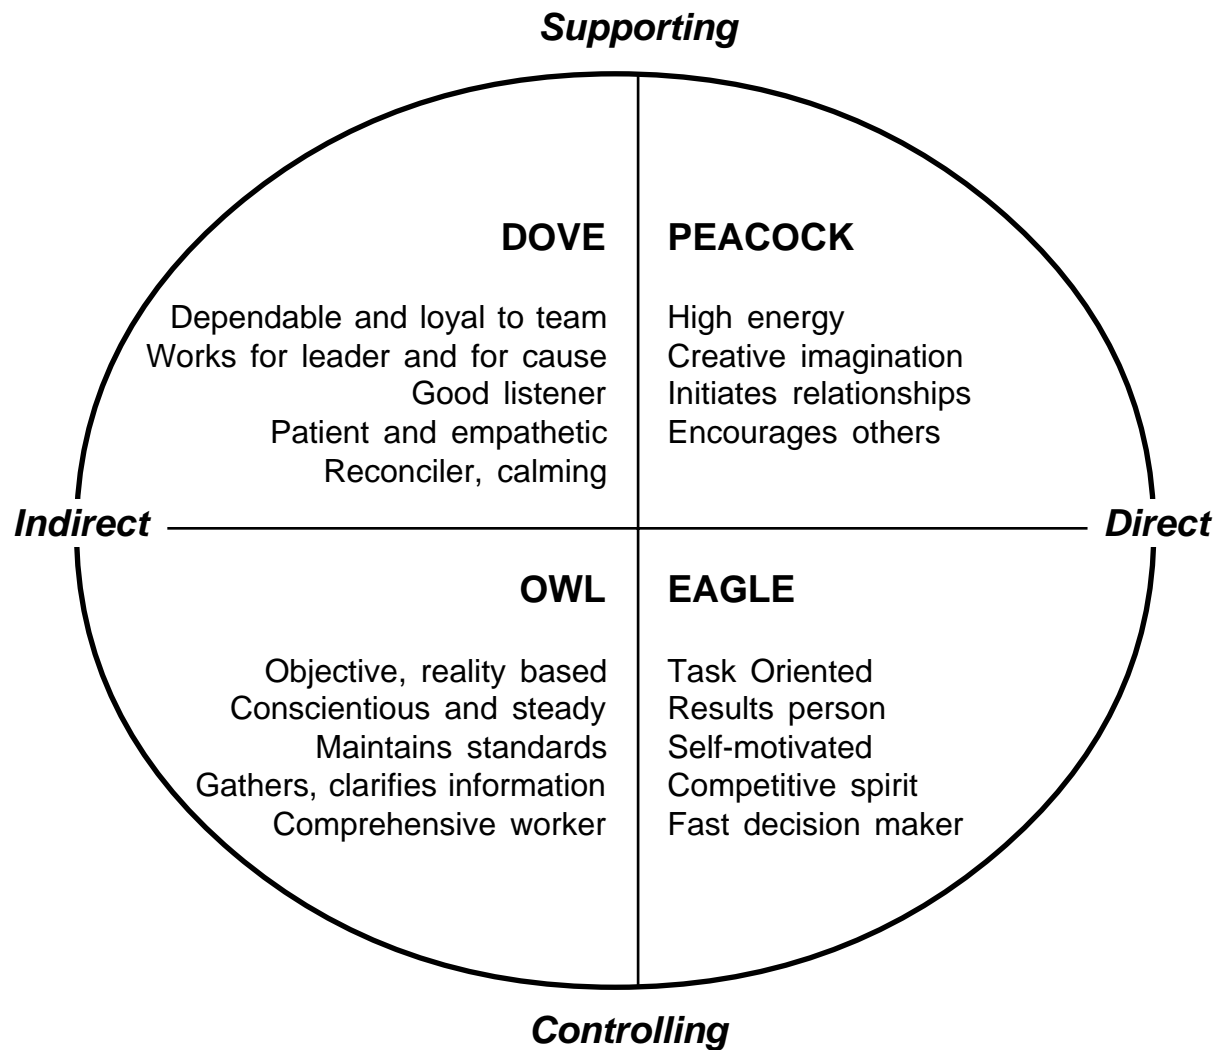 Supporting
DOVE
Dependable and loyal to team
Works for leader and for cause
Good listener
Patient and empathetic
Reconciler, calming
PEACOCK
High energy
Creative imagination
Initiates relationships
Encourages others
Indirect
Direct
OWL
Objective, reality based
Conscientious and steady
Maintains standards
Gathers, clarifies information
Comprehensive worker
EAGLE
Task Oriented
Results person
Self-motivated
Competitive spirit
Fast decision maker
Controlling